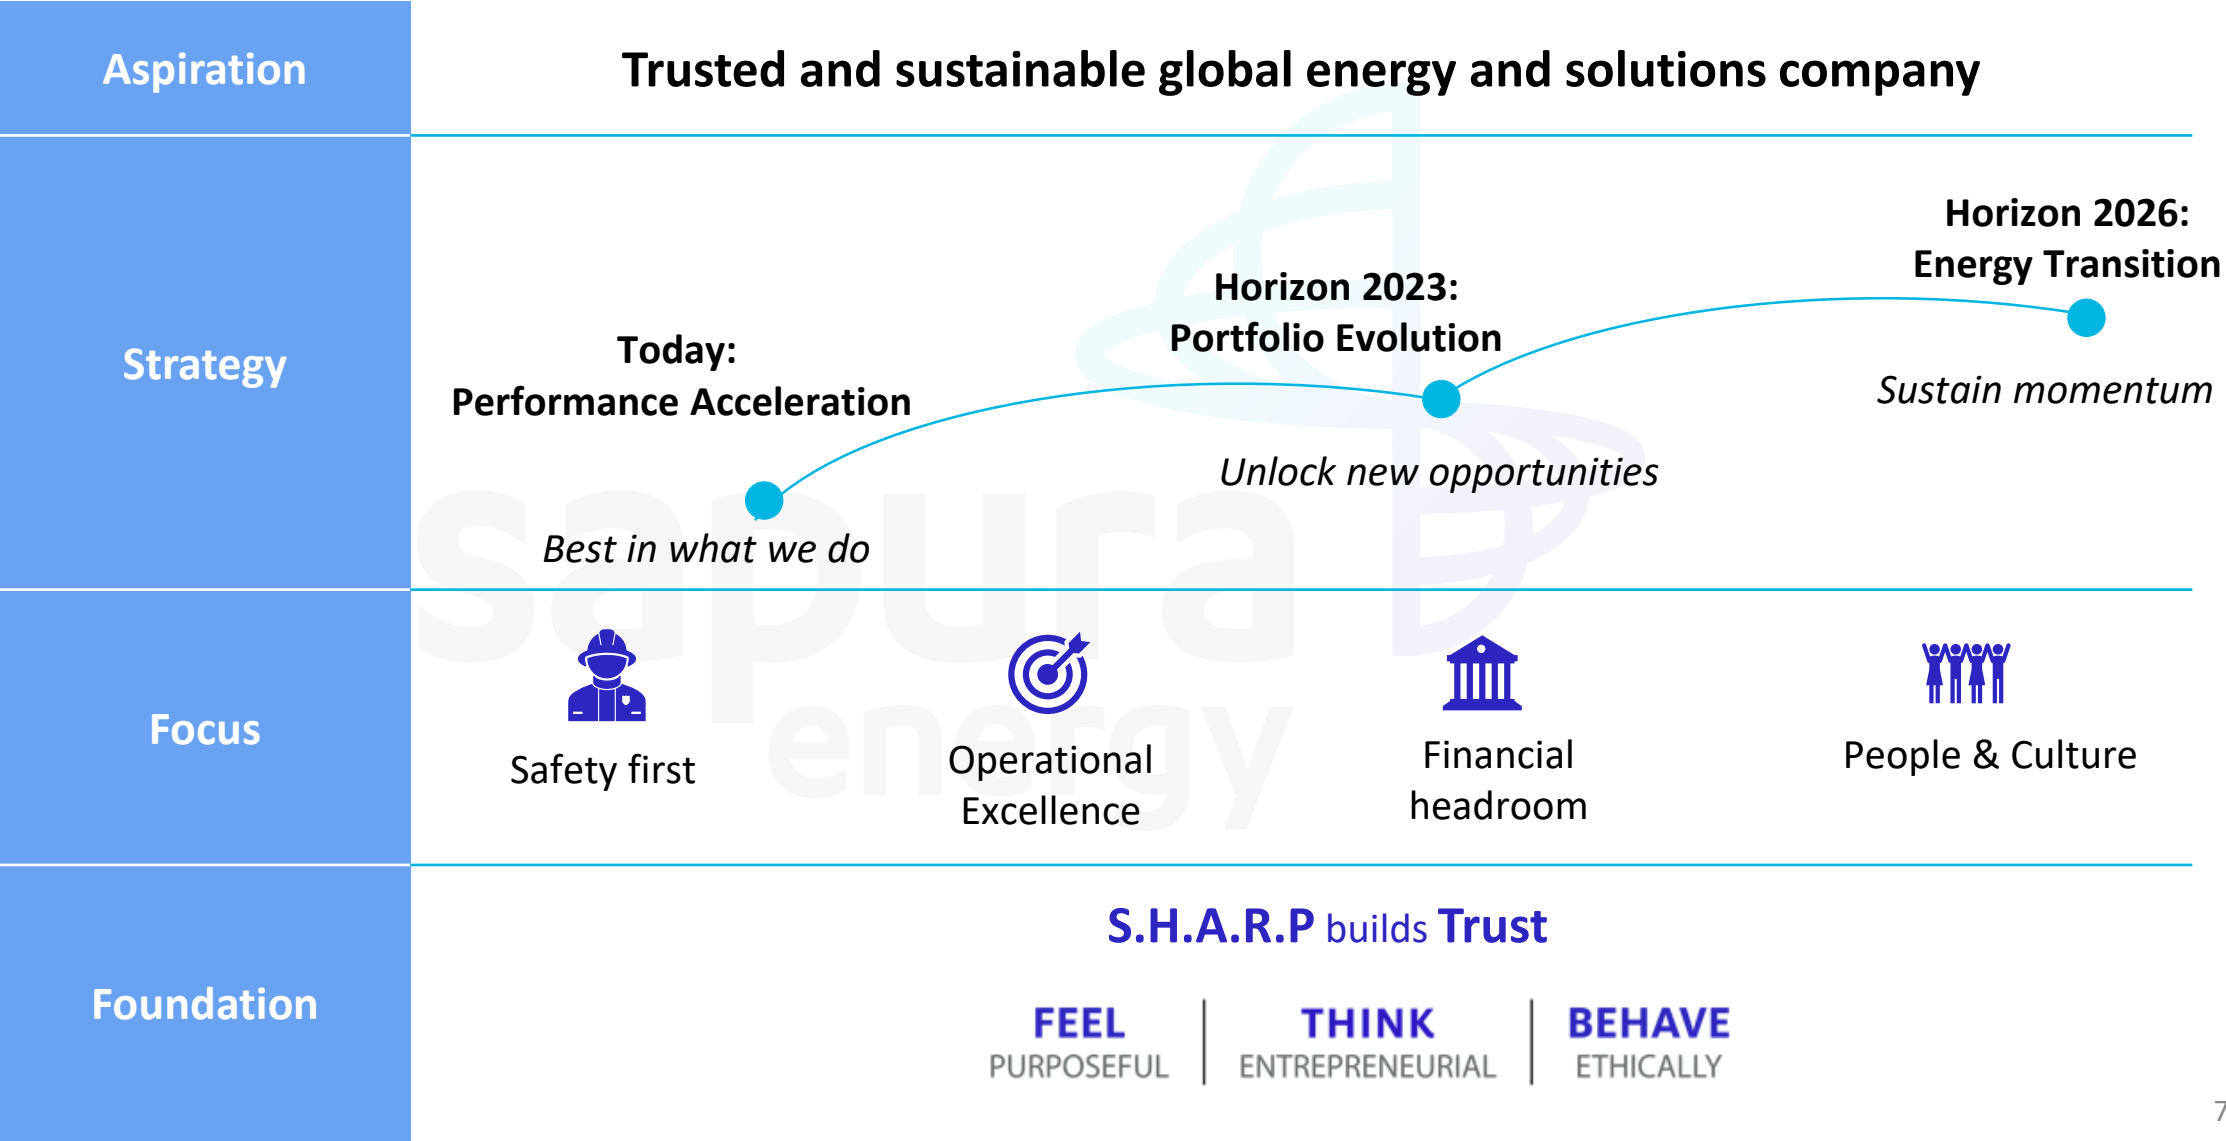 Aspiration
Trusted and sustainable global energy and solutions company
Strategy
Today:
Performance Acceleration
Best in what we do
Horizon 2023:
Portfolio Evolution
Unlock new opportunities
Horizon 2026:
Energy Transition
Sustain momentum
sapura
energy
Focus
Safety first
Operational
Excellence
Financial
headroom
People & Culture
Foundation
S.H.A.R.P builds Trust
FEEL
PURPOSEFUL
THINK
ENTREPRENEURIAL
BEHAVE
ETHICALLY
7